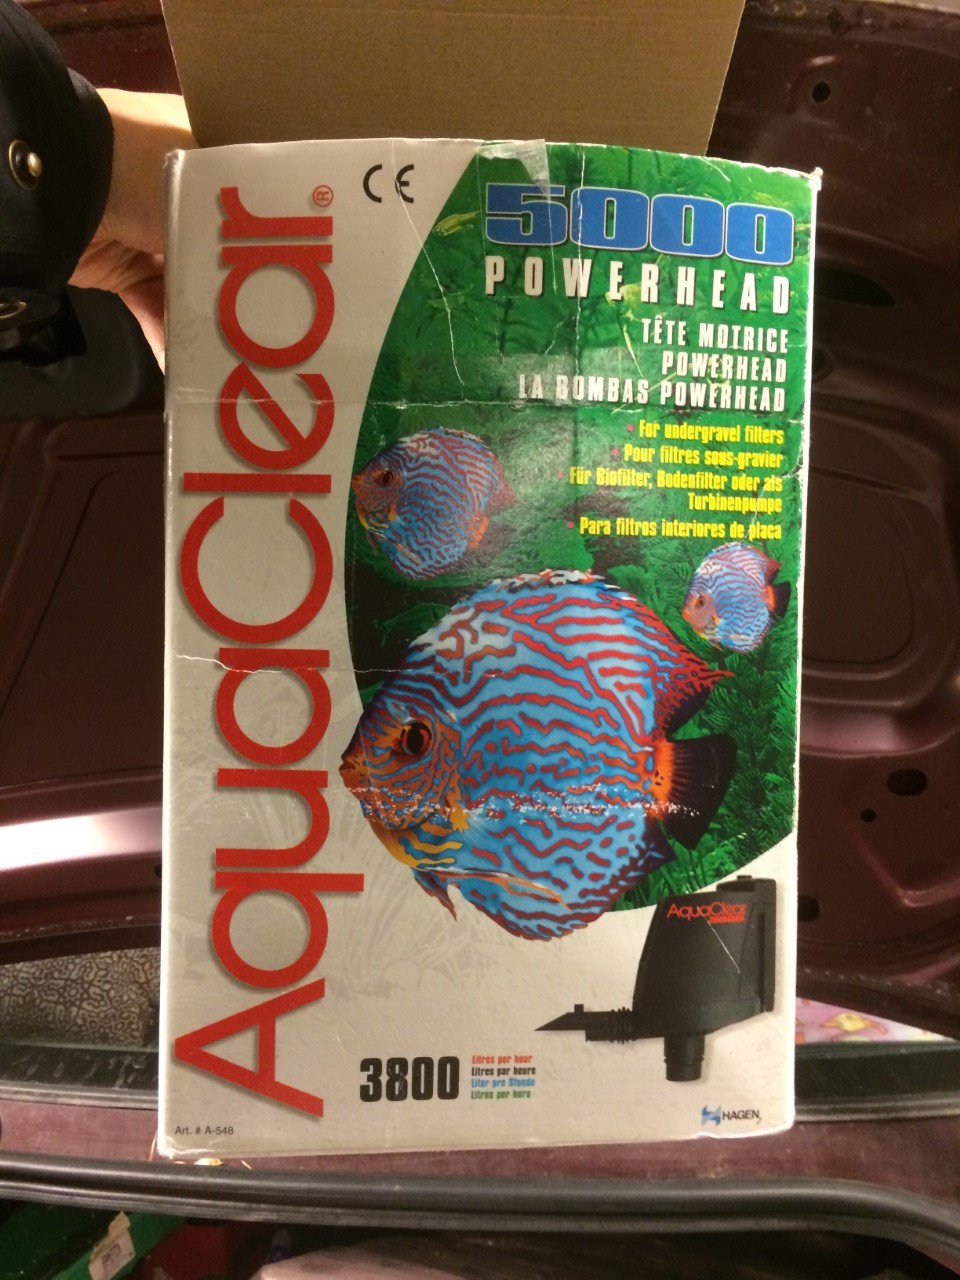 AquaClear®
CE
5000
POWERHEAD
TÊTE MOTRICE
POWERHEAD
LA BOMBAS POWERHEAD
• For undergravel filters
• Pour filtres sous-gravier
• Für Biofilter, Bodenfilter oder als
Turbinenpumpe
• Para filtros interiores de placa
AquaClear
3800
Litres per hour
Litres par heure
Liter pro Stunde
Litres por hora
Art. # A-548
HAGEN